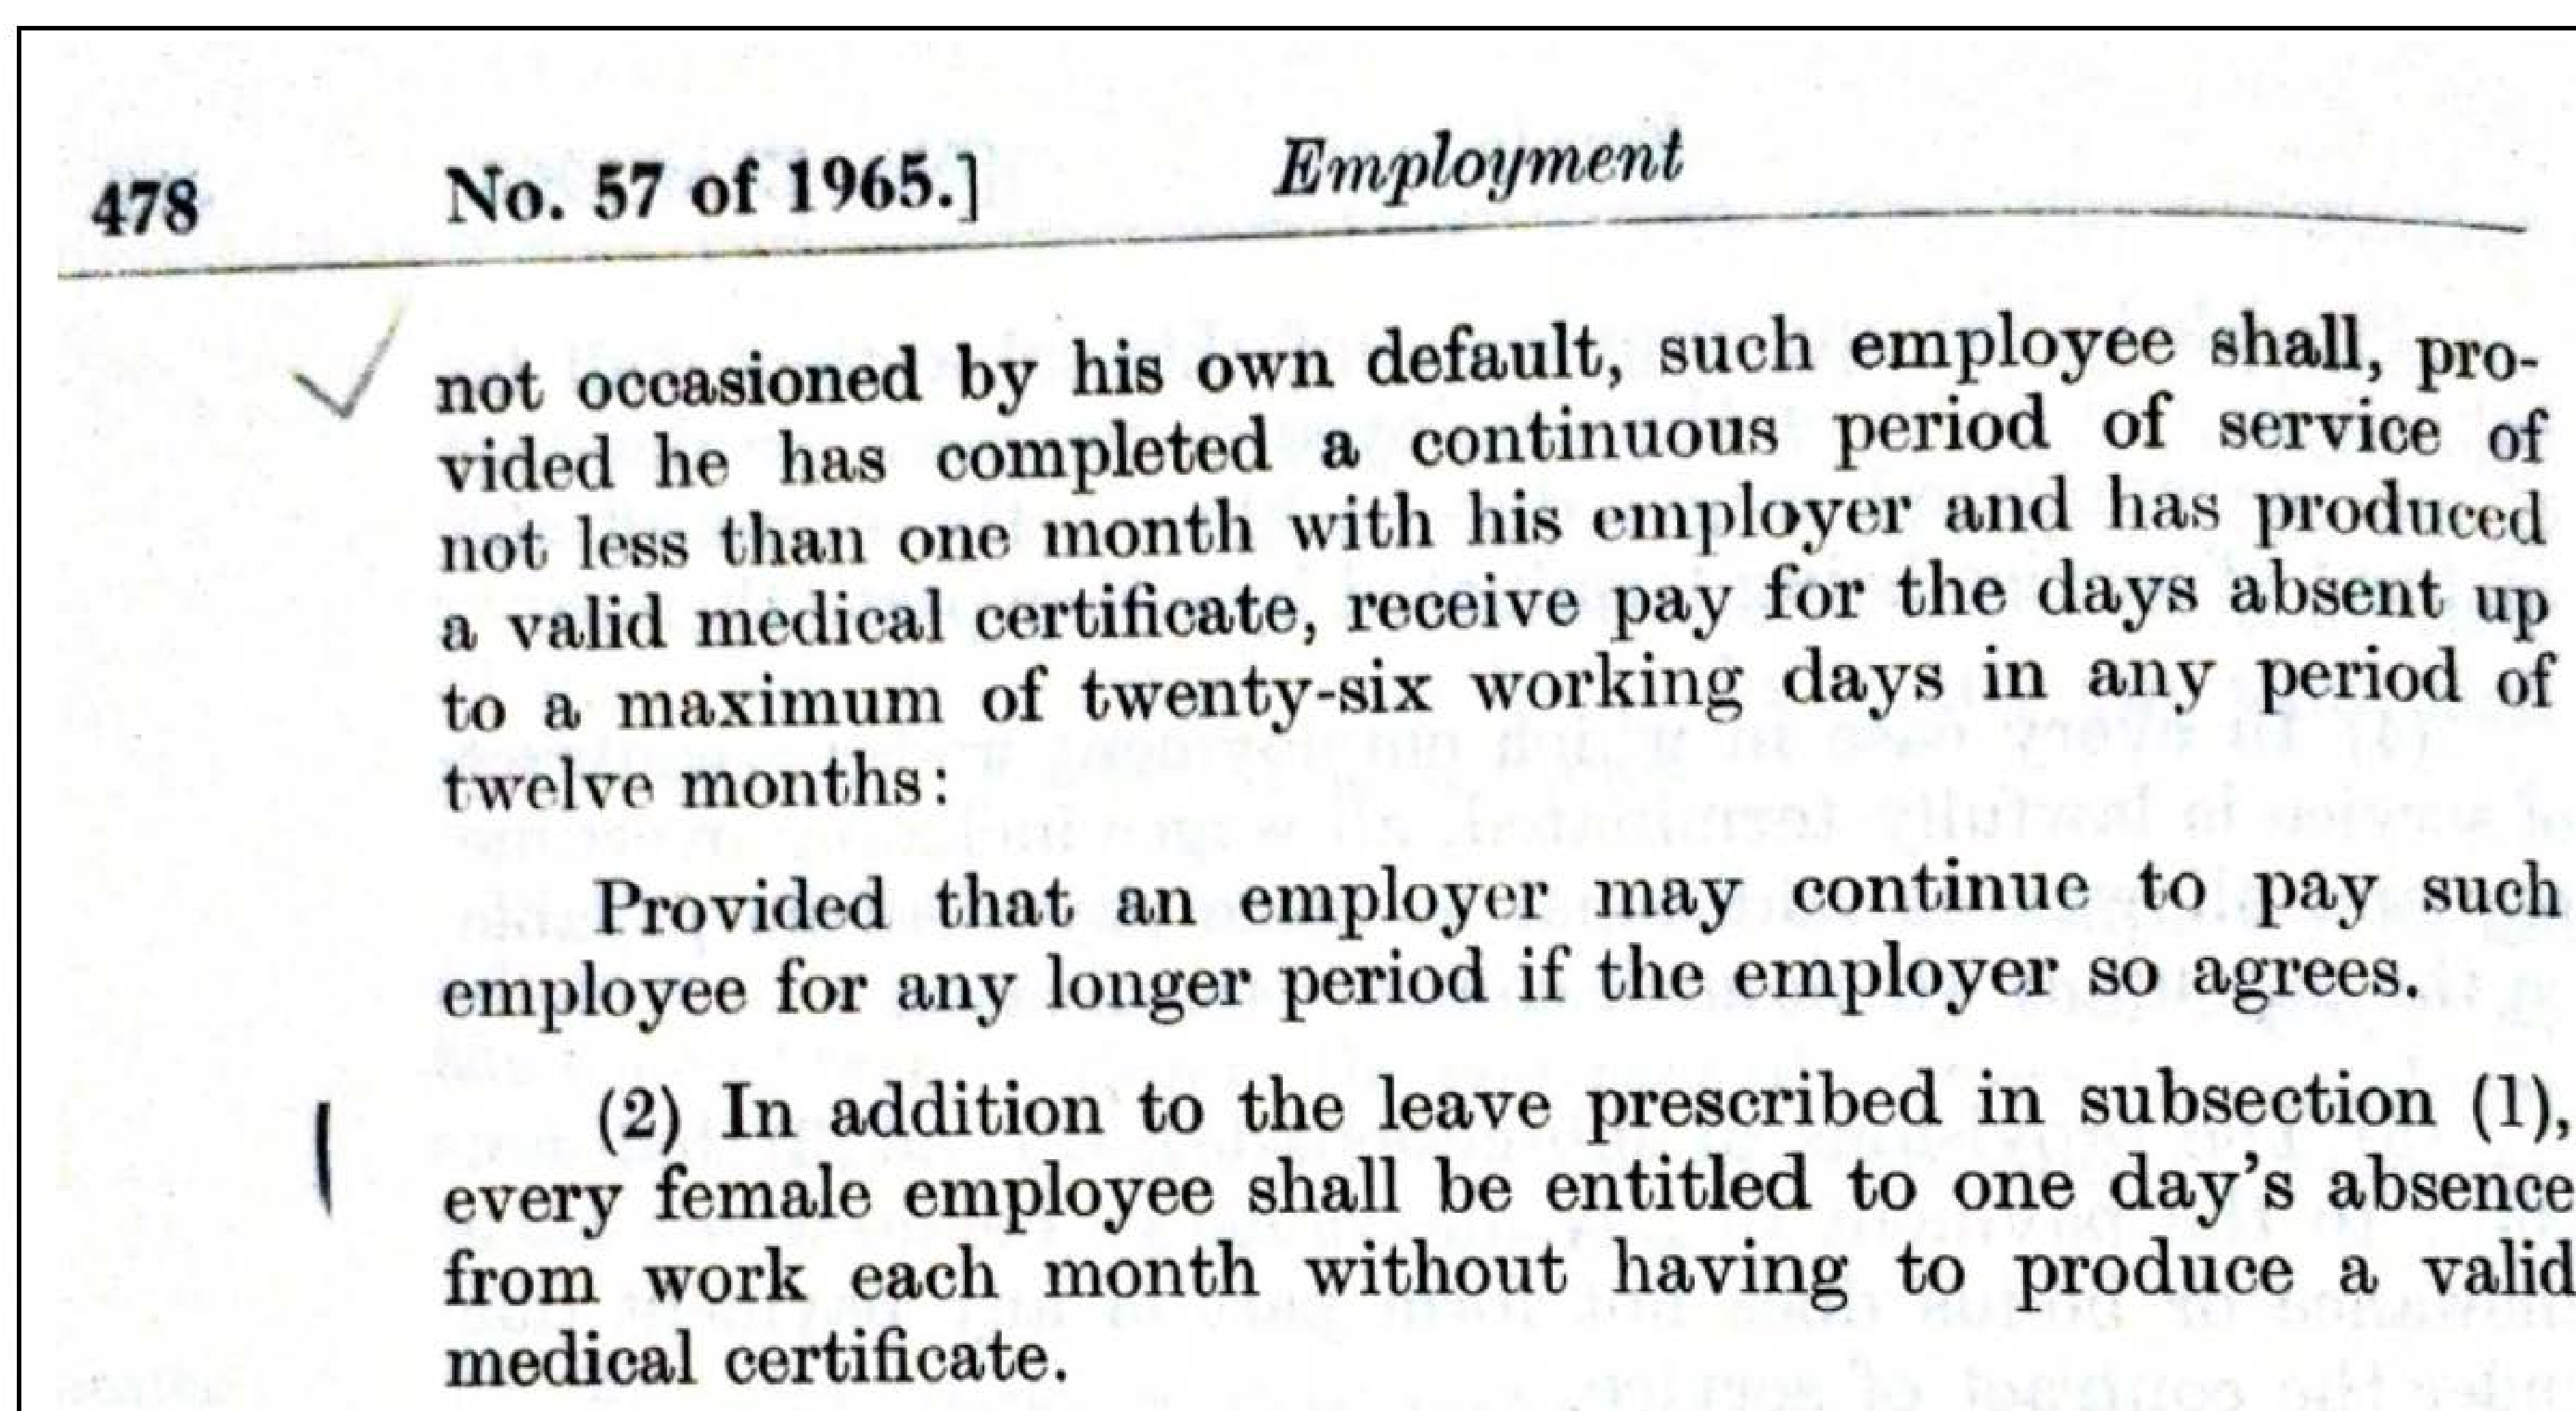 478 No. 57 of 1965.] Employment
not occasioned by his own default, such employee shall, pro-
vided he has completed a continuous period of service of
not less than one month with his employer and has produced
a valid medical certificate, receive pay for the days absent up
to a maximum of twenty-six working days in any period of
twelve months:
Provided that an employer may continue to pay such
employee for any longer period if the employer so agrees.
(2) In addition to the leave prescribed in subsection (1),
every female employee shall be entitled to one day's absence
from work each month without having to produce a valid
medical certificate.